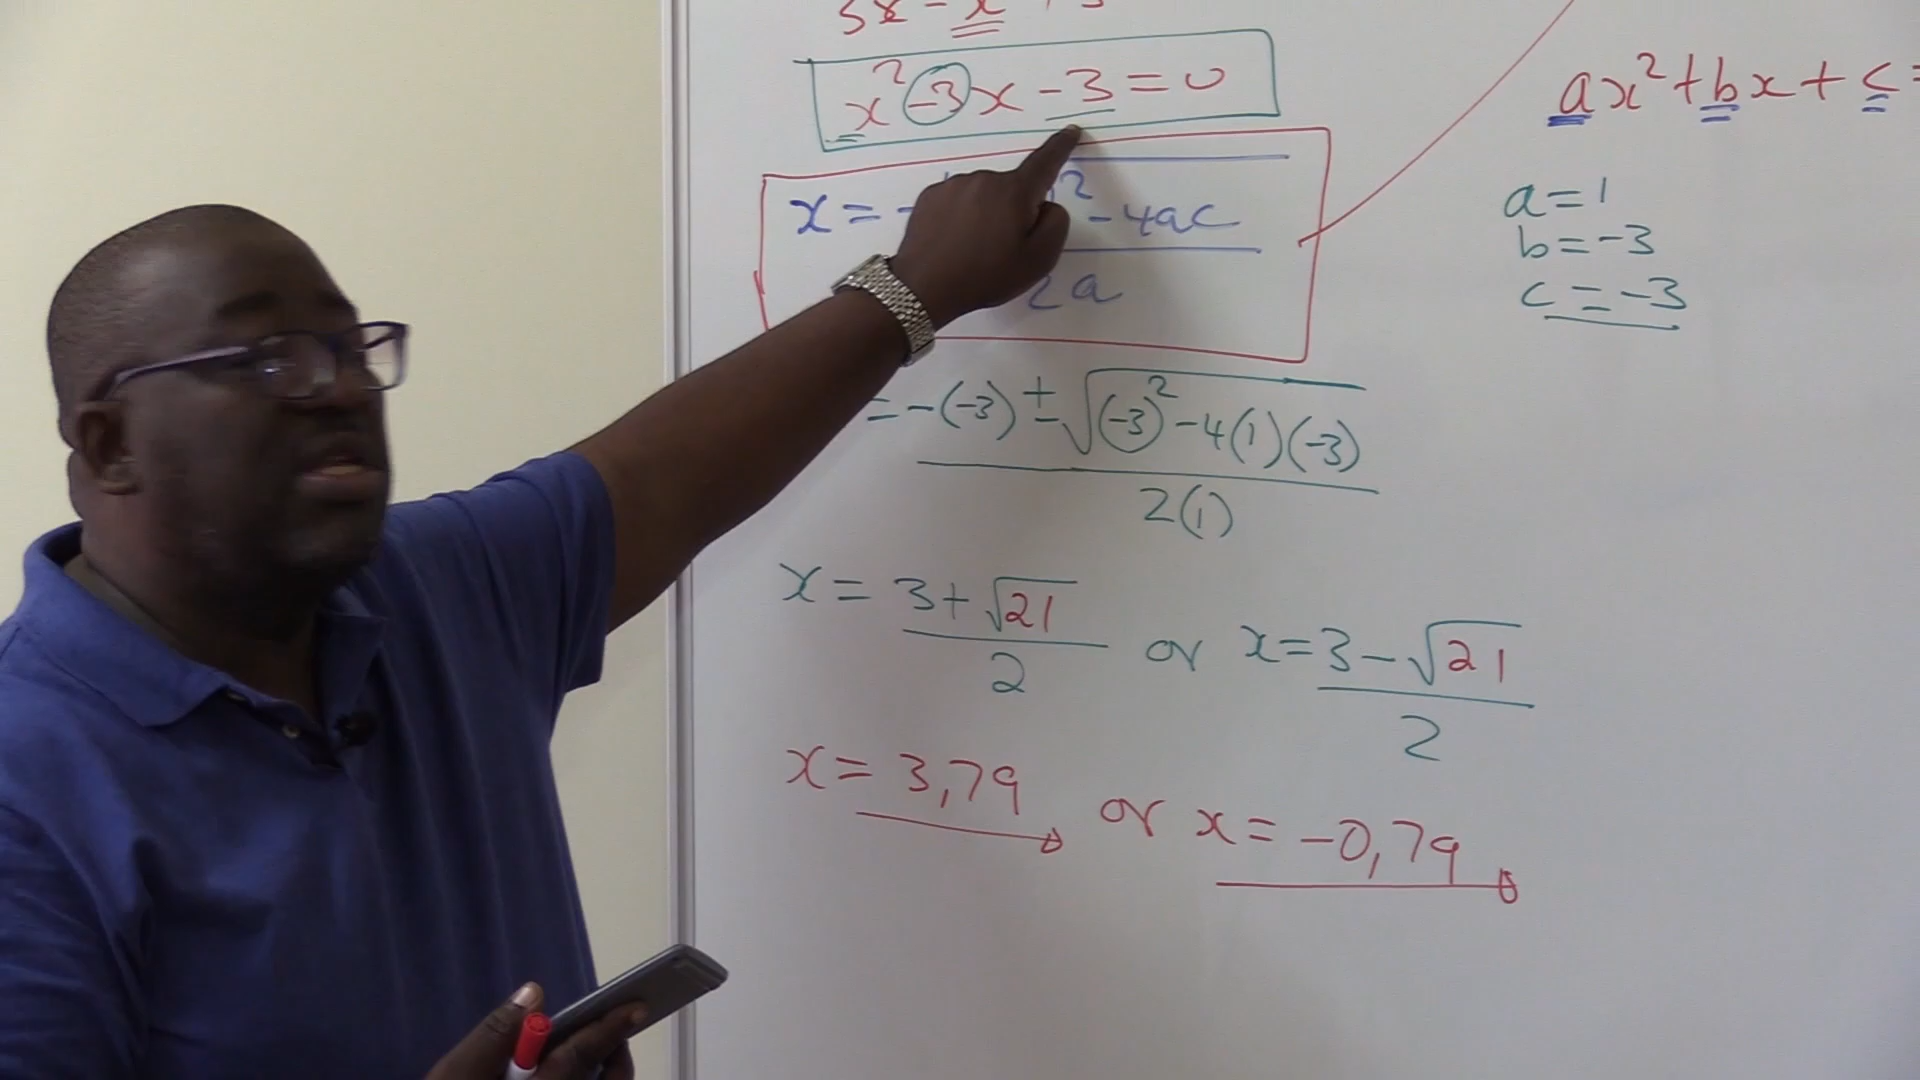 x² -3x - 3 = 0
ax² + bx + c =
x = - ² - 4ac
2a
a = 1
b = -3
c = -3
= -(-3) ± √(-3)² - 4(1)(-3)
2(1)
x = 3 + √21 or x = 3 - √21
2 2
x = 3,79 or x = -0,79